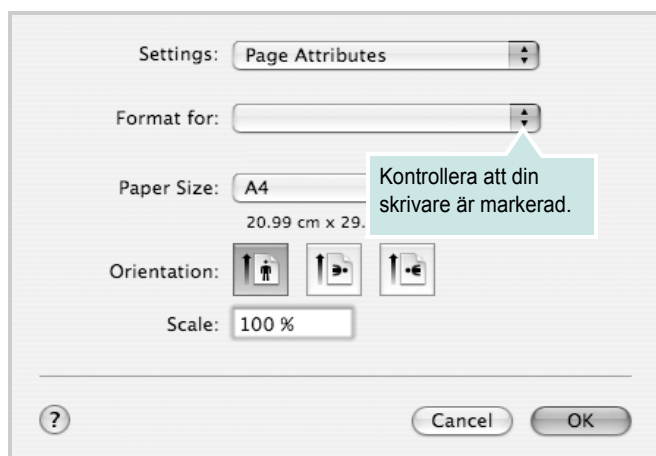 Settings: Page Attributes
Format for:
Kontrollera att din
skrivare är markerad.
Paper Size: A4
20.99 cm x 29.
Orientation:
Scale: 100 %
? Cancel OK